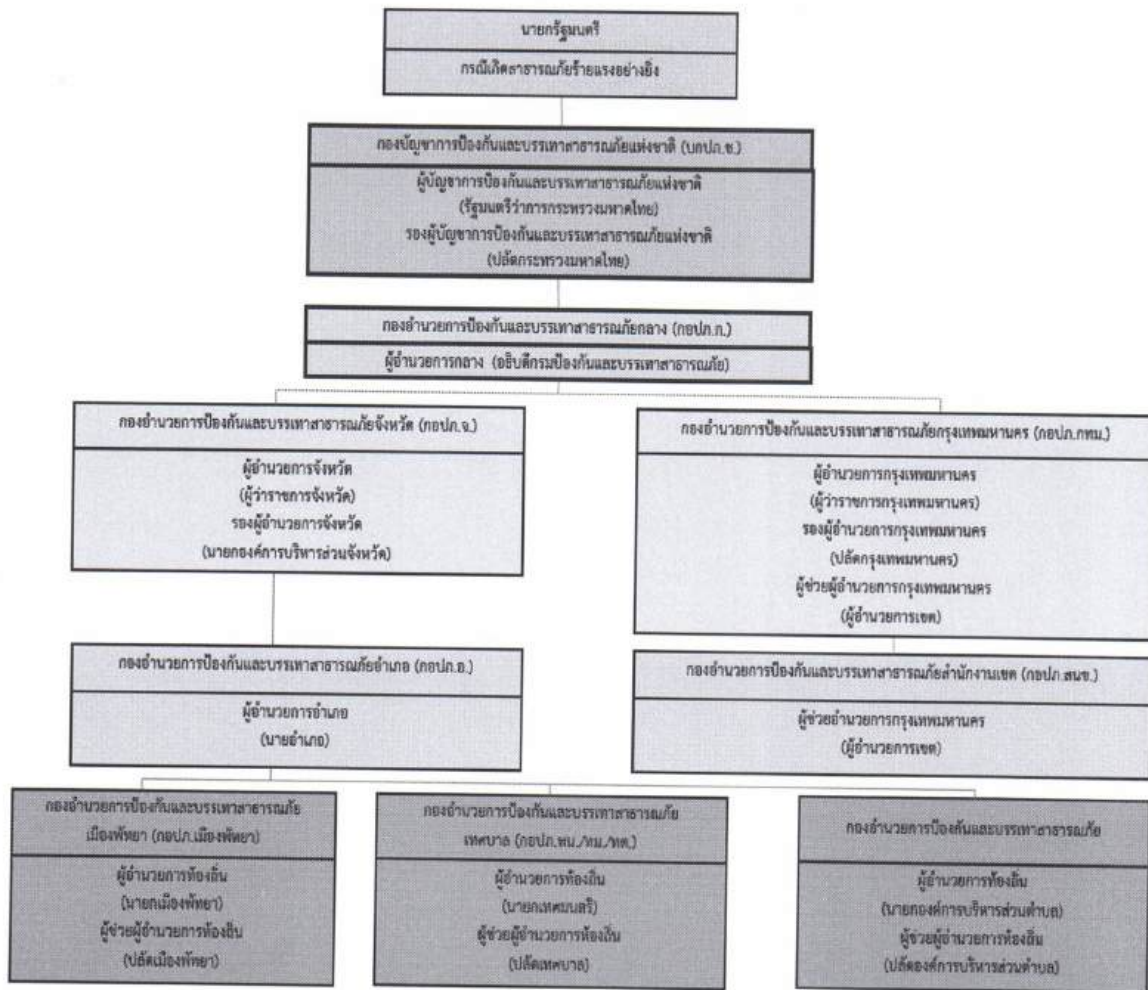 นายกรัฐมนตรี
กรณีเกิดสาธารณภัยร้ายแรงอย่างยิ่ง
กองบัญชาการป้องกันและบรรเทาสาธารณภัยแห่งชาติ (บกปภ.ช.)
ผู้บัญชาการป้องกันและบรรเทาสาธารณภัยแห่งชาติ
(รัฐมนตรีว่าการกระทรวงมหาดไทย)
รองผู้บัญชาการป้องกันและบรรเทาสาธารณภัยแห่งชาติ
(ปลัดกระทรวงมหาดไทย)
กองอำนวยการป้องกันและบรรเทาสาธารณภัยกลาง (กอปภ.ก.)
ผู้อำนวยการกลาง (อธิบดีกรมป้องกันและบรรเทาสาธารณภัย)
กองอำนวยการป้องกันและบรรเทาสาธารณภัยจังหวัด (กอปภ.จ.)
ผู้อำนวยการจังหวัด
(ผู้ว่าราชการจังหวัด)
รองผู้อำนวยการจังหวัด
(นายกองค์การบริหารส่วนจังหวัด)
กองอำนวยการป้องกันและบรรเทาสาธารณภัยกรุงเทพมหานคร (กอปภ.กทม.)
ผู้อำนวยการกรุงเทพมหานคร
(ผู้ว่าราชการกรุงเทพมหานคร)
รองผู้อำนวยการกรุงเทพมหานคร
(ปลัดกรุงเทพมหานคร)
ผู้ช่วยผู้อำนวยการกรุงเทพมหานคร
(ผู้อำนวยการเขต)
กองอำนวยการป้องกันและบรรเทาสาธารณภัยอำเภอ (กอปภ.อ.)
ผู้อำนวยการอำเภอ
(นายอำเภอ)
กองอำนวยการป้องกันและบรรเทาสาธารณภัยสำนักงานเขต (กอปภ.สนข.)
ผู้ช่วยอำนวยการกรุงเทพมหานคร
(ผู้อำนวยการเขต)
กองอำนวยการป้องกันและบรรเทาสาธารณภัย
เมืองพัทยา (กอปภ.เมืองพัทยา)
ผู้อำนวยการท้องถิ่น
(นายกเมืองพัทยา)
ผู้ช่วยผู้อำนวยการท้องถิ่น
(ปลัดเมืองพัทยา)
กองอำนวยการป้องกันและบรรเทาสาธารณภัย
เทศบาล (กอปภ.ทน./ทม./ทต.)
ผู้อำนวยการท้องถิ่น
(นายกเทศมนตรี)
ผู้ช่วยผู้อำนวยการท้องถิ่น
(ปลัดเทศบาล)
กองอำนวยการป้องกันและบรรเทาสาธารณภัย
ผู้อำนวยการท้องถิ่น
(นายกองค์การบริหารส่วนตำบล)
ผู้ช่วยผู้อำนวยการท้องถิ่น
(ปลัดองค์การบริหารส่วนตำบล)